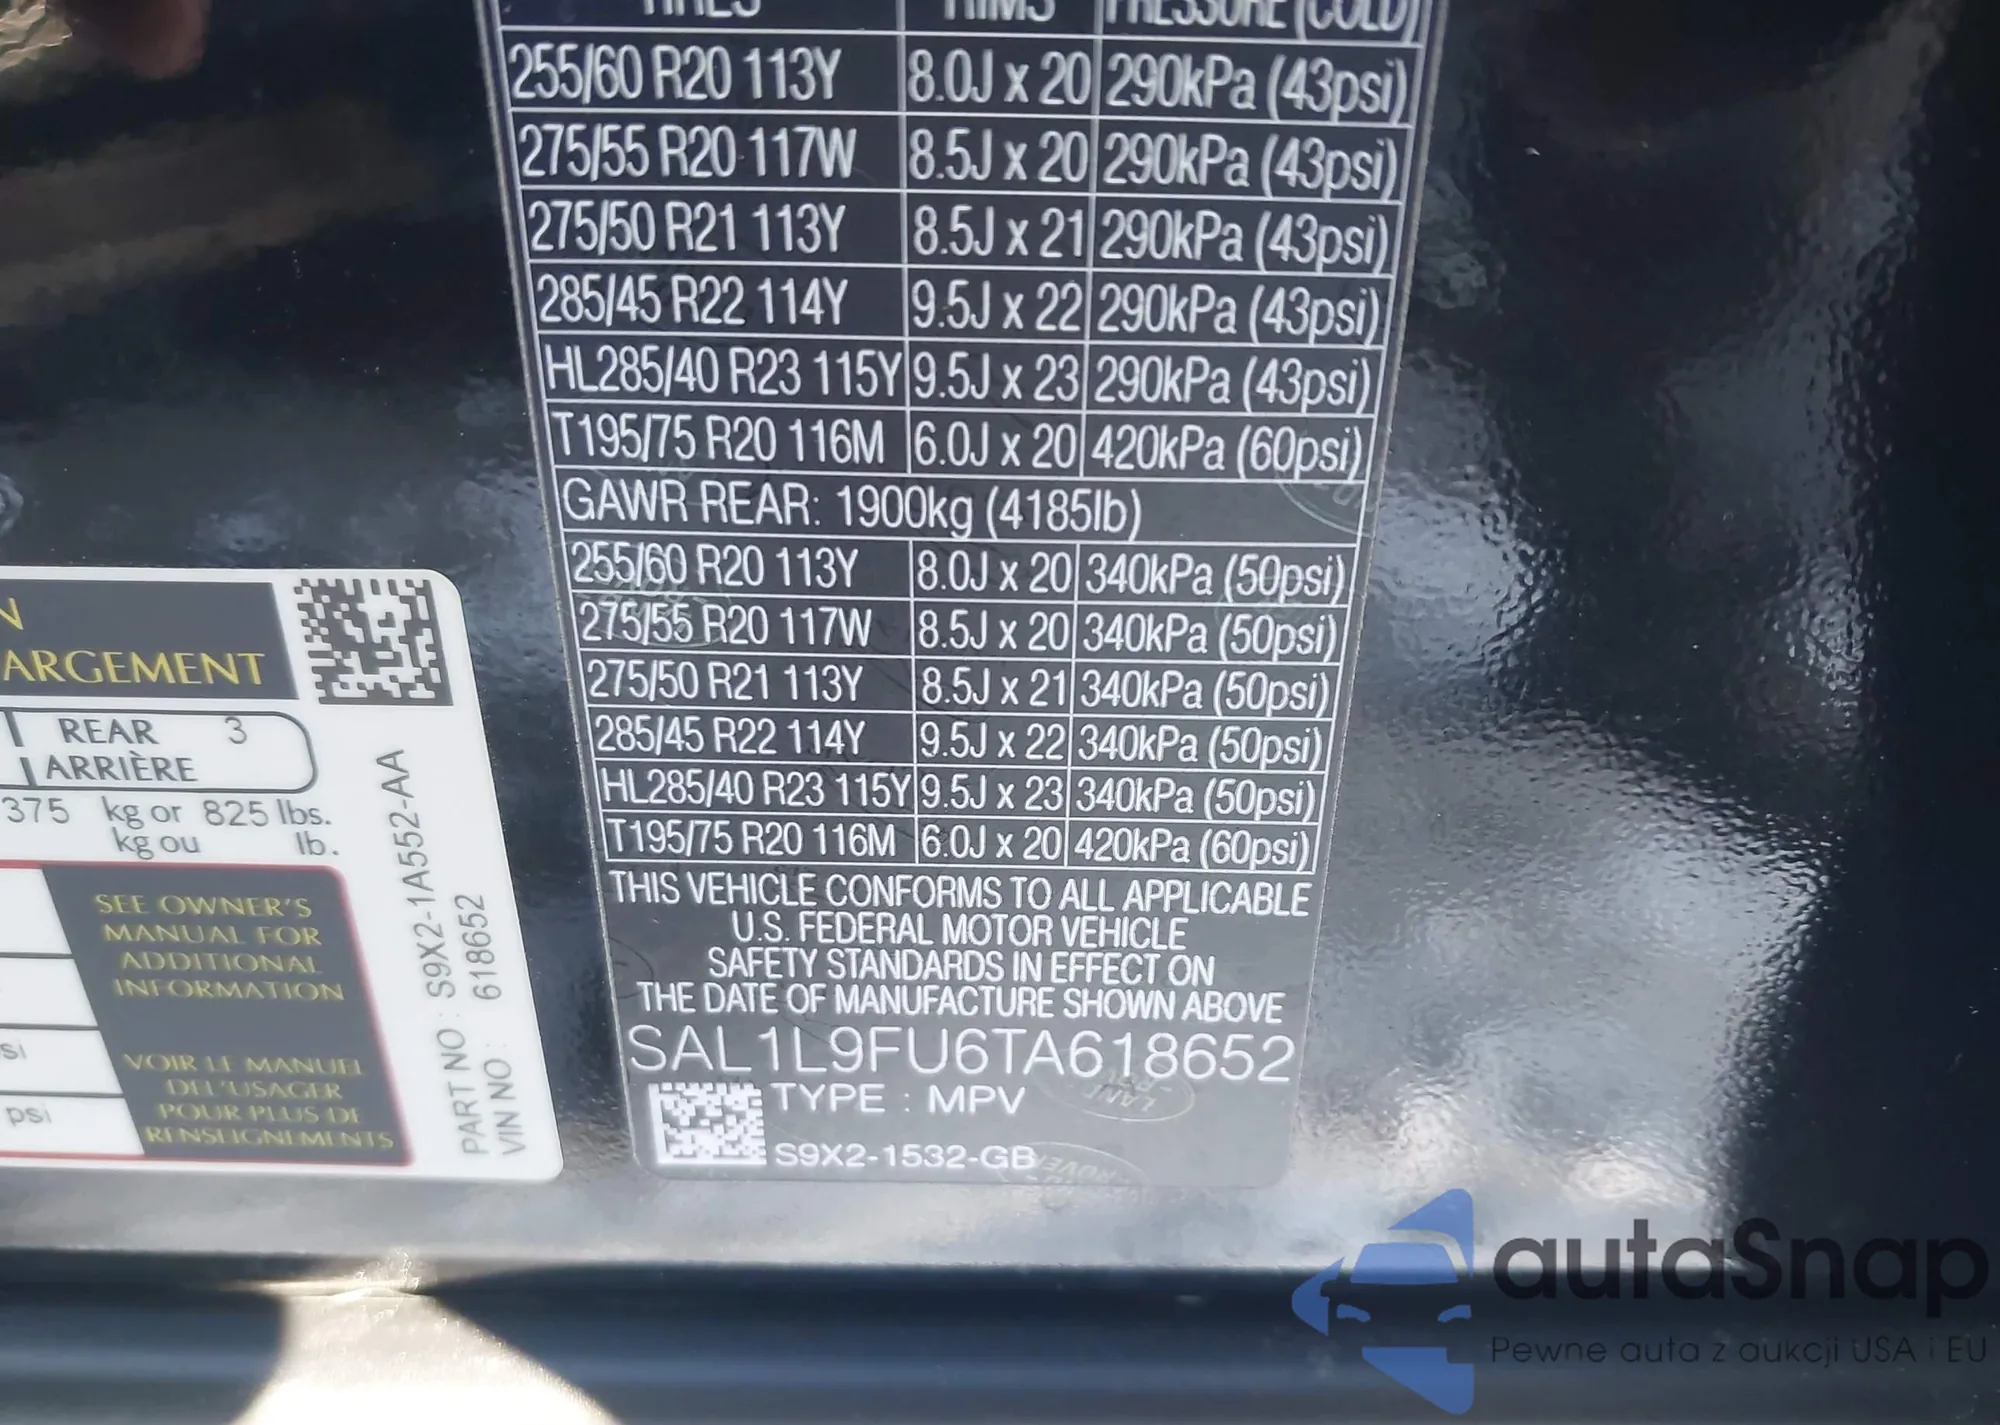 TIRES RIMS PRESSURE (COLD)
255/60 R20 113Y 8.0J x 20 290kPa (43psi)
275/55 R20 117W 8.5J x 20 290kPa (43psi)
275/50 R21 113Y 8.5J x 21 290kPa (43psi)
285/45 R22 114Y 9.5J x 22 290kPa (43psi)
HL285/40 R23 115Y 9.5J x 23 290kPa (43psi)
T195/75 R20 116M 6.0J x 20 420kPa (60psi)
GAWR REAR: 1900kg (4185lb)
255/60 R20 113Y 8.0J x 20 340kPa (50psi)
275/55 R20 117W 8.5J x 20 340kPa (50psi)
275/50 R21 113Y 8.5J x 21 340kPa (50psi)
285/45 R22 114Y 9.5J x 22 340kPa (50psi)
HL285/40 R23 115Y 9.5J x 23 340kPa (50psi)
T195/75 R20 116M 6.0J x 20 420kPa (60psi)
THIS VEHICLE CONFORMS TO ALL APPLICABLE
U.S. FEDERAL MOTOR VEHICLE
SAFETY STANDARDS IN EFFECT ON
THE DATE OF MANUFACTURE SHOWN ABOVE
SAL1L9FU6TA618652
TYPE : MPV
S9X2-1532-GB
N
ARGEMENT
REAR 3
ARRIÈRE
375 kg or 825 lbs.
kg ou lb.
SEE OWNER'S
MANUAL FOR
ADDITIONAL
INFORMATION
VOIR LE MANUEL
DE L'USAGER
POUR PLUS DE
RENSEIGNEMENTS
si
psi
PART NO : S9X2-1A552-AA
VIN NO : 618652
autaSnap
Pewne auta z aukcji USA i EU